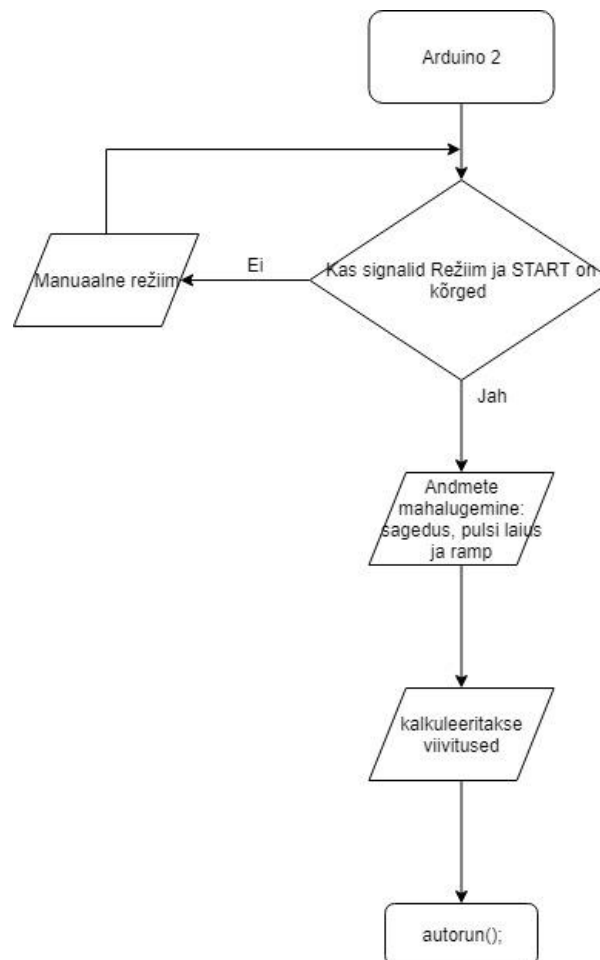 Arduino 2
Kas signalid Režiim ja START on
kõrged
Ei
Manuaalne režiim
Jah
Andmete
mahalugemine:
sagedus, pulsi laius
ja ramp
kalkuleeritakse
viivitused
autorun();